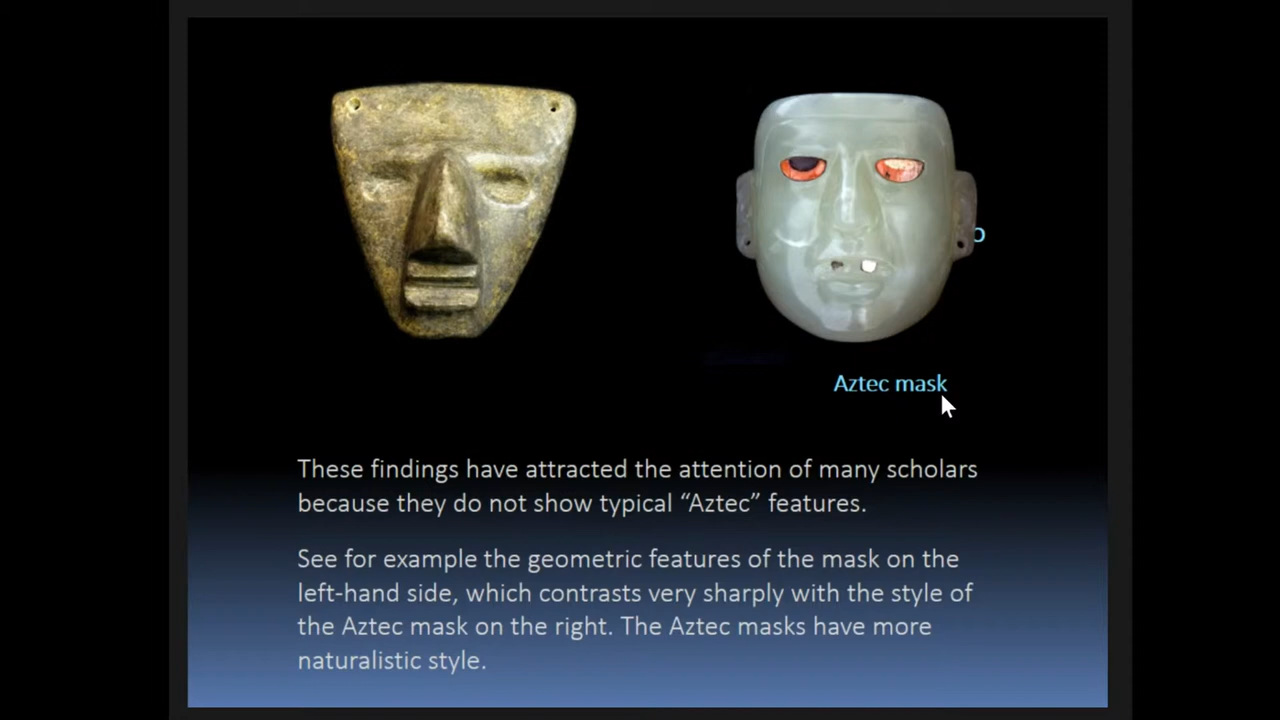 Aztec mask
These findings have attracted the attention of many scholars
because they do not show typical “Aztec” features.
See for example the geometric features of the mask on the
left-hand side, which contrasts very sharply with the style of
the Aztec mask on the right. The Aztec masks have more
naturalistic style.